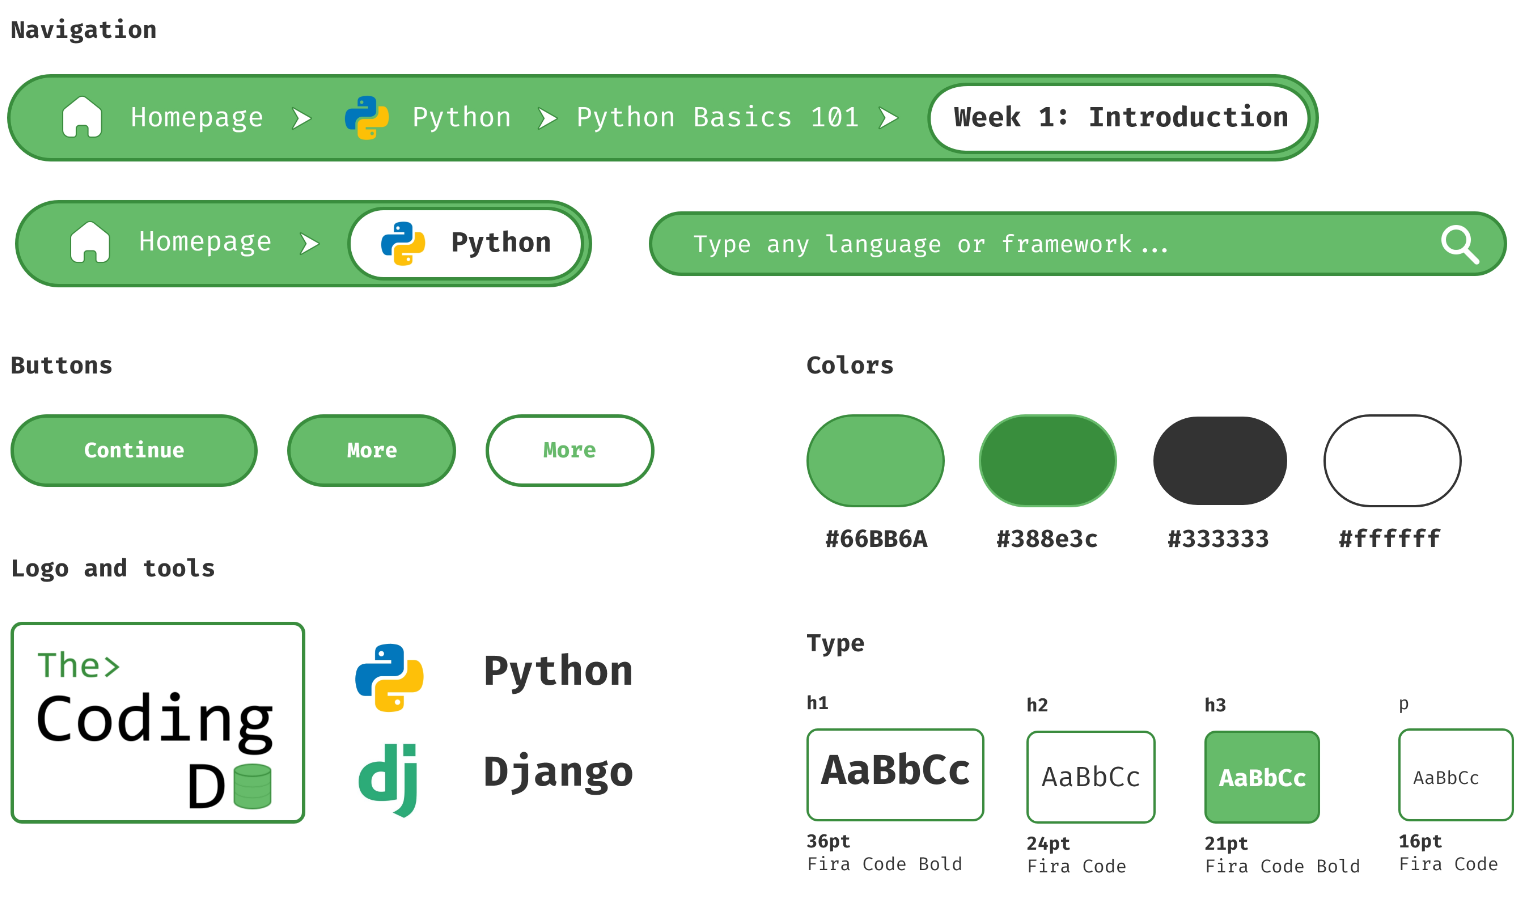 Navigation
Homepage Python Python Basics 101 Week 1: Introduction
Homepage Python
Type any language or framework...
Buttons
Continue More More
Colors
#66BB6A #388e3c #333333 #ffffff
Logo and tools
The>
Coding
D
Python
Django
Type
h1 h2 h3 p
AaBbCc AaBbCc AaBbCc AaBbCc
36pt 24pt 21pt 16pt
Fira Code Bold Fira Code Fira Code Bold Fira Code